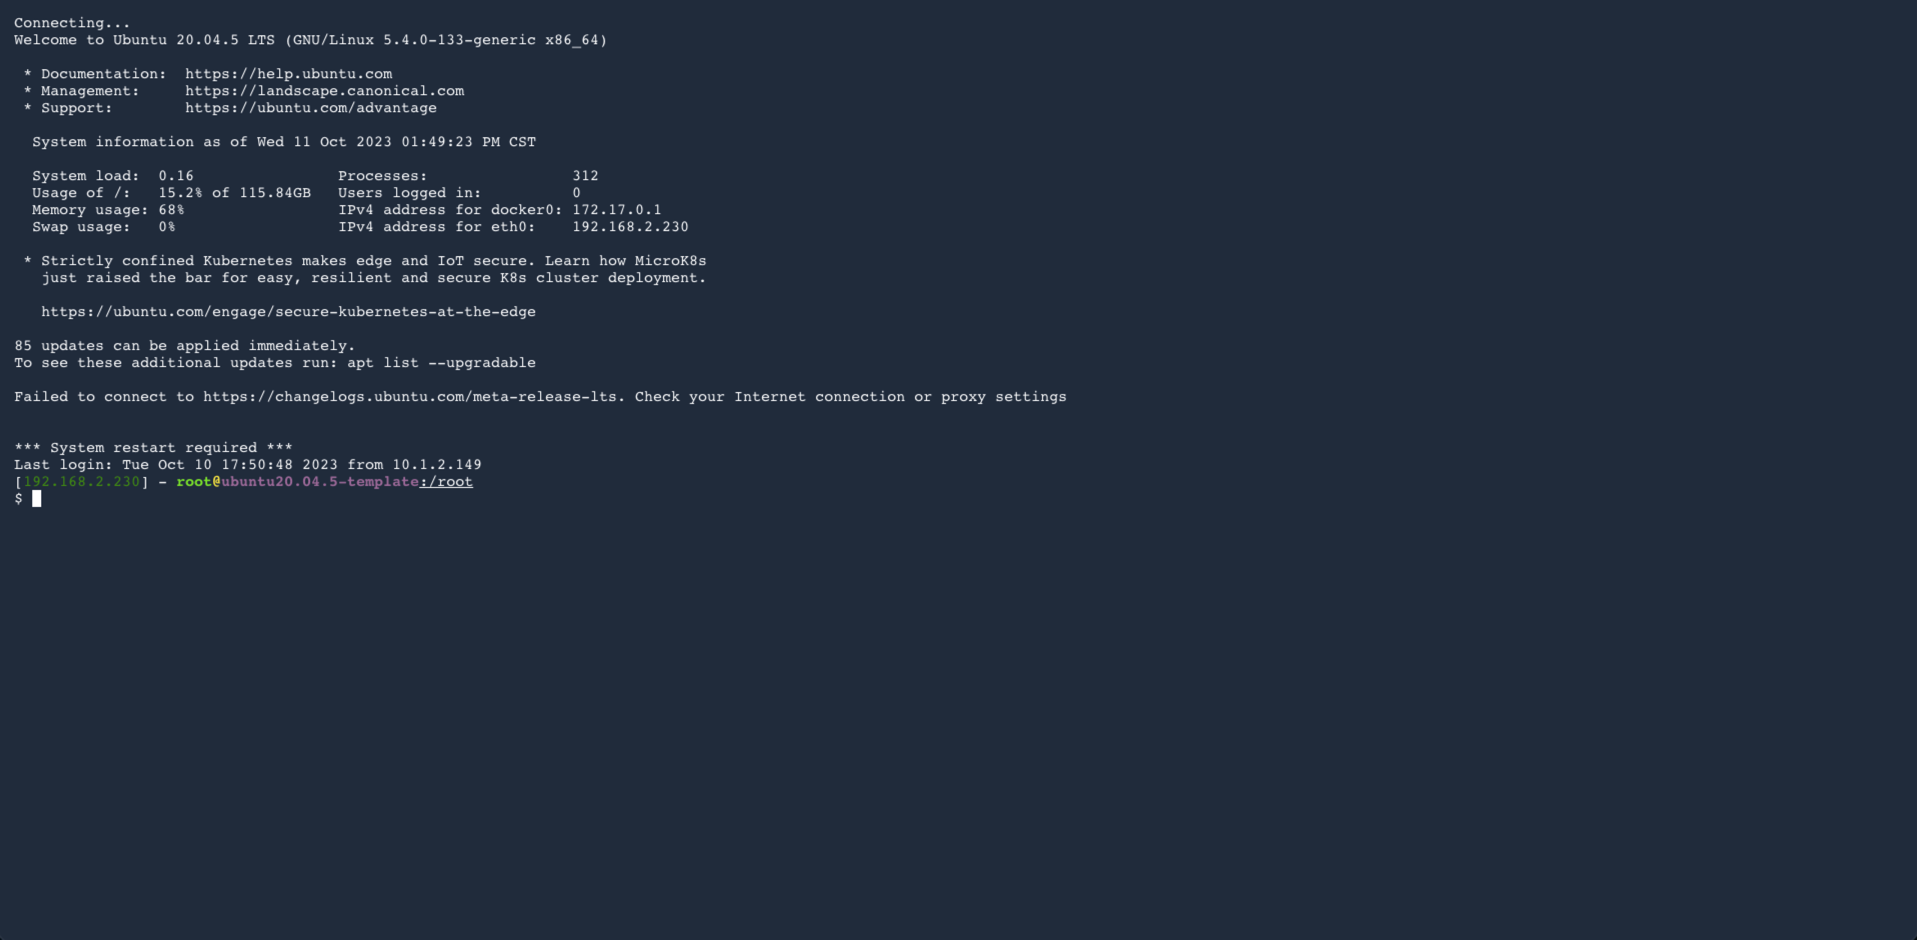 Connecting...
Welcome to Ubuntu 20.04.5 LTS (GNU/Linux 5.4.0-133-generic x86_64)

 * Documentation:  https://help.ubuntu.com
 * Management:     https://landscape.canonical.com
 * Support:        https://ubuntu.com/advantage

  System information as of Wed 11 Oct 2023 01:49:23 PM CST

  System load:  0.16                Processes:                312
  Usage of /:   15.2% of 115.84GB   Users logged in:          0
  Memory usage: 68%                 IPv4 address for docker0: 172.17.0.1
  Swap usage:   0%                  IPv4 address for eth0:    192.168.2.230

 * Strictly confined Kubernetes makes edge and IoT secure. Learn how MicroK8s
   just raised the bar for easy, resilient and secure K8s cluster deployment.

   https://ubuntu.com/engage/secure-kubernetes-at-the-edge

85 updates can be applied immediately.
To see these additional updates run: apt list --upgradable

Failed to connect to https://changelogs.ubuntu.com/meta-release-lts. Check your Internet connection or proxy settings


*** System restart required ***
Last login: Tue Oct 10 17:50:48 2023 from 10.1.2.149
[192.168.2.230] - root@ubuntu20.04.5-template:/root
$